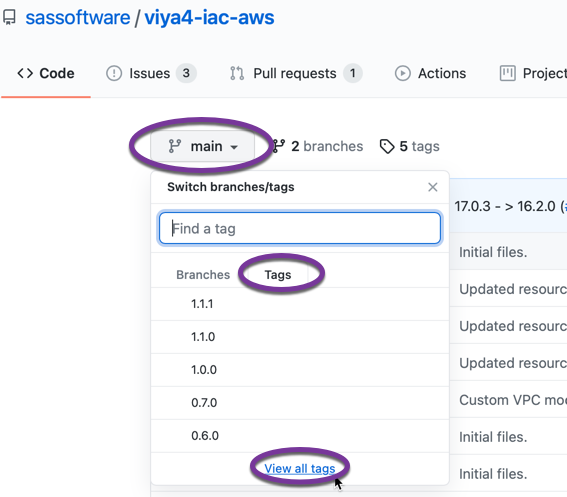 sassoftware / viya4-iac-aws
Code Issues 3 Pull requests 1 Actions Project
main 2 branches 5 tags
Switch branches/tags
17.0.3 - > 16.2.0 (
Find a tag
Initial files.
Branches Tags
Updated resourc
1.1.1
1.1.0
Updated resourc
1.0.0
Updated resourc
0.7.0
Custom VPC mod
0.6.0
Initial files.
View all tags
Initial files.